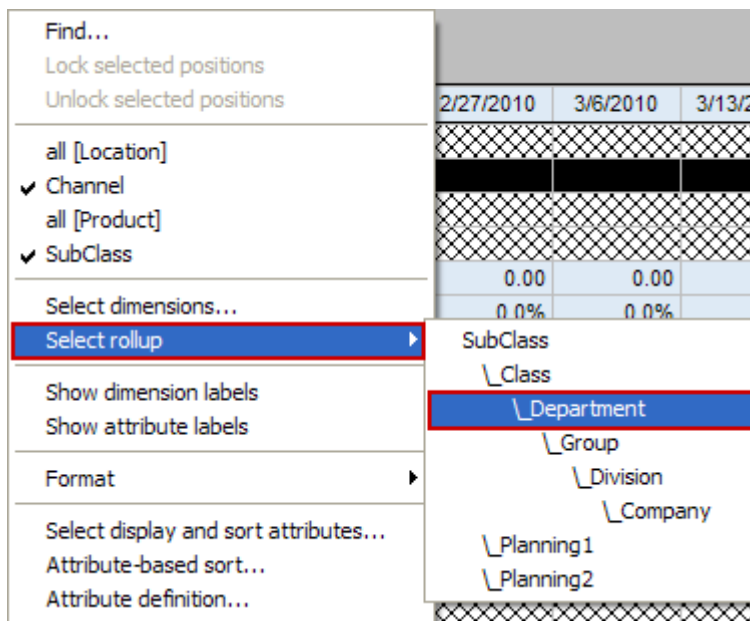 Find...
Lock selected positions
Unlock selected positions
2/27/2010 3/6/2010 3/13/2
all [Location]
Channel
all [Product]
SubClass
0.00 0.00
Select dimensions...
0.0% 0.0%
Select rollup
SubClass
\_Class
Show dimension labels
\_Department
Show attribute labels
\_Group
Format
\_Division
\_Company
Select display and sort attributes...
\_Planning1
Attribute-based sort...
\_Planning2
Attribute definition...